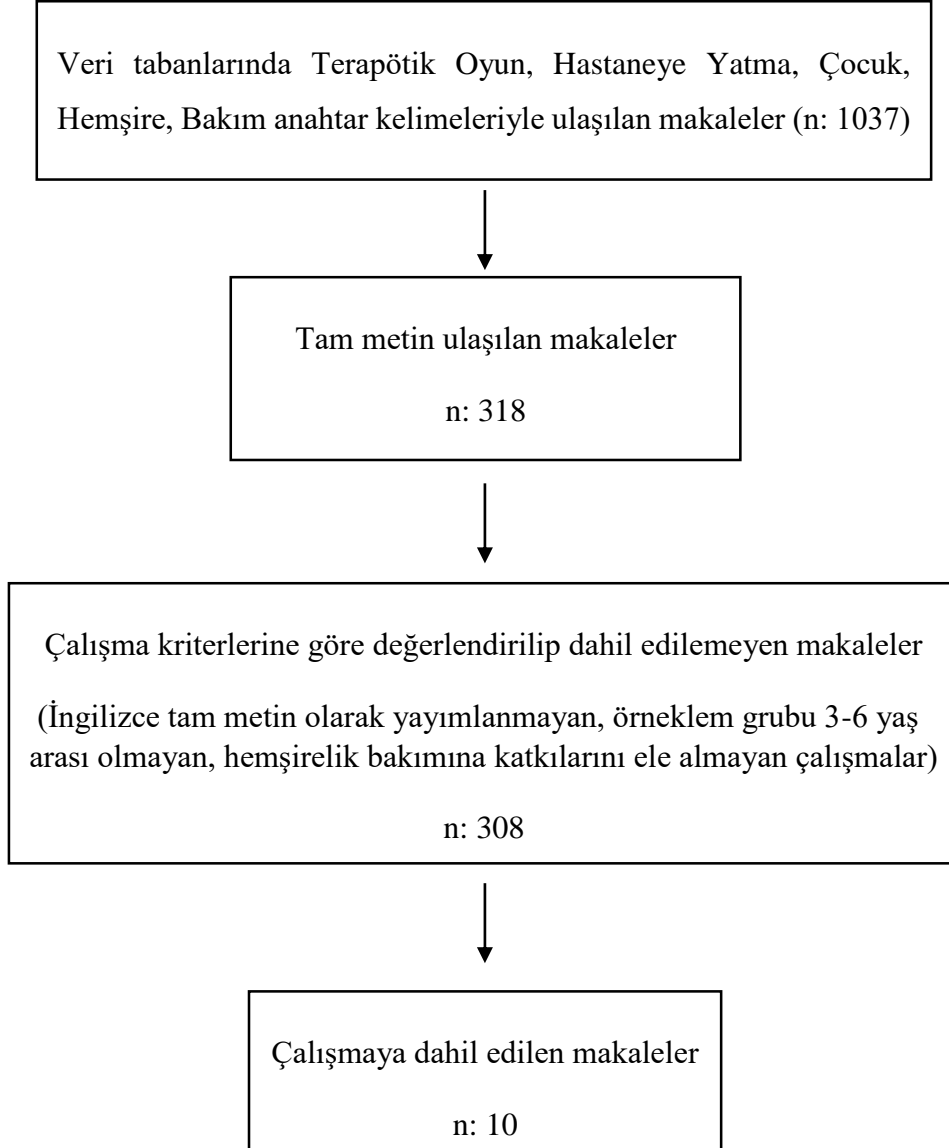 Veri tabanlarında Terapötik Oyun, Hastaneye Yatma, Çocuk,
Hemşire, Bakım anahtar kelimeleriyle ulaşılan makaleler (n: 1037)
Tam metin ulaşılan makaleler
n: 318
Çalışma kriterlerine göre değerlendirilip dahil edilemeyen makaleler
(İngilizce tam metin olarak yayımlanmayan, örneklem grubu 3-6 yaş
arası olmayan, hemşirelik bakımına katkılarını ele almayan çalışmalar)
n: 308
Çalışmaya dahil edilen makaleler
n: 10